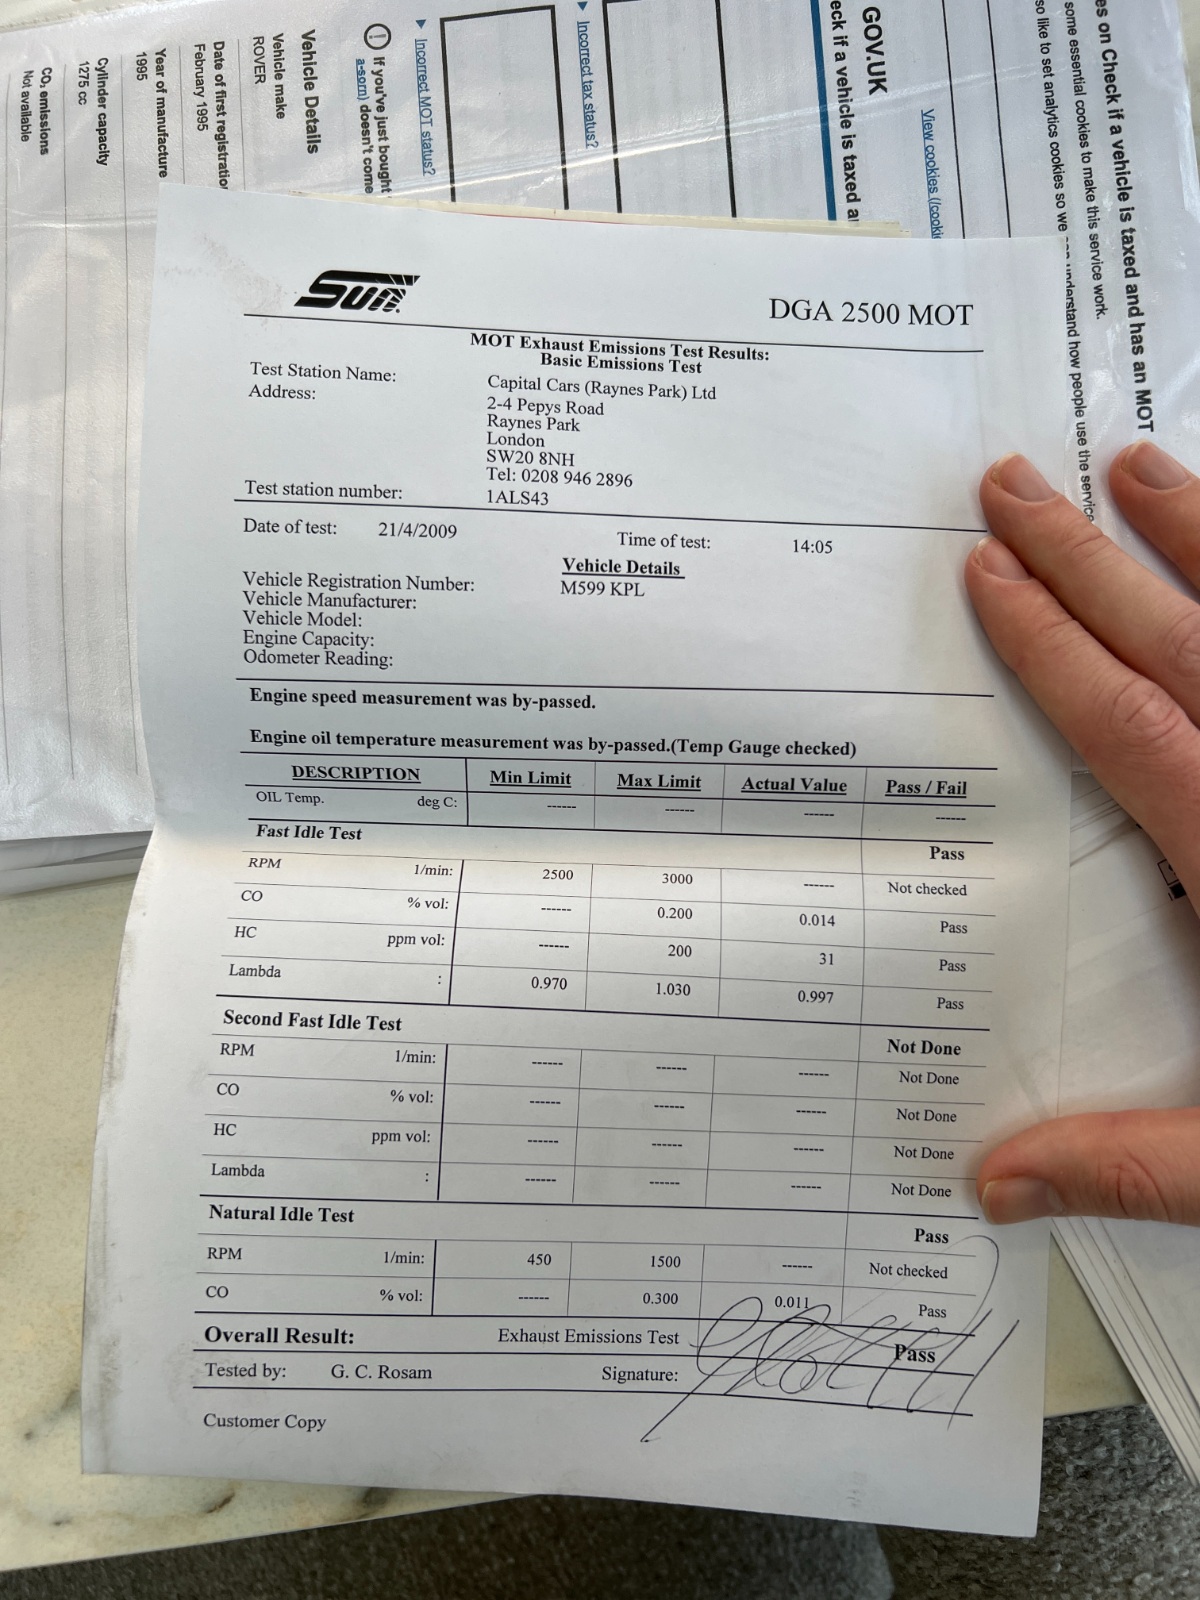 es on Check if a vehicle is taxed and has an MOT
some essential cookies to make this service work.
so like to set analytics cookies so we can understand how people use the service
View cookies (/cooki
GOV.UK
eck if a vehicle is taxed a
Incorrect tax status?
Incorrect MOT status?
If you've just bought
a-sorn) doesn't come
Vehicle Details
Vehicle make
ROVER
Date of first registratio
February 1995
Year of manufacture
1995
Cylinder capacity
1275 cc
CO₂ emissions
Not available
Sun
DGA 2500 MOT
MOT Exhaust Emissions Test Results:
Basic Emissions Test
Test Station Name: Capital Cars (Raynes Park) Ltd
Address: 2-4 Pepys Road
Raynes Park
London
SW20 8NH
Tel: 0208 946 2896
Test station number: 1ALS43
Date of test: 21/4/2009 Time of test: 14:05
Vehicle Details
Vehicle Registration Number: M599 KPL
Vehicle Manufacturer:
Vehicle Model:
Engine Capacity:
Odometer Reading:
Engine speed measurement was by-passed.
Engine oil temperature measurement was by-passed.(Temp Gauge checked)
DESCRIPTION Min Limit Max Limit Actual Value Pass / Fail
OIL Temp. deg C: ------ ------ ------ ------
Fast Idle Test Pass
RPM 1/min: 2500 3000 ------ Not checked
CO % vol: ------ 0.200 0.014 Pass
HC ppm vol: ------ 200 31 Pass
Lambda : 0.970 1.030 0.997 Pass
Second Fast Idle Test Not Done
RPM 1/min: ------ ------ ------ Not Done
CO % vol: ------ ------ ------ Not Done
HC ppm vol: ------ ------ ------ Not Done
Lambda : ------ ------ ------ Not Done
Natural Idle Test Pass
RPM 1/min: 450 1500 ------ Not checked
CO % vol: ------ 0.300 0.011 Pass
Overall Result: Exhaust Emissions Test Pass
Tested by: G. C. Rosam Signature:
Customer Copy